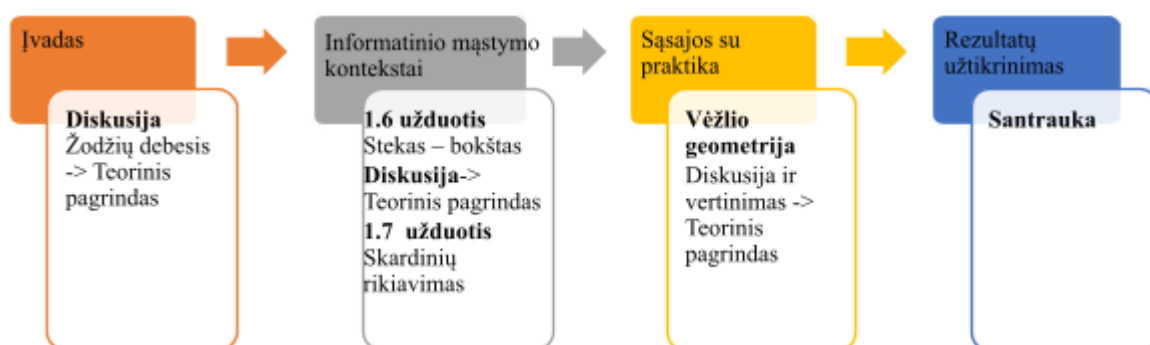 Įvadas
Diskusija
Žodžių debesis
-> Teorinis
pagrindas
Informatinio mąstymo
kontekstai
1.6 užduotis
Stekas – bokštas
Diskusija->
Teorinis pagrindas
1.7 užduotis
Skardinių
rikiavimas
Sąsajos su
praktika
Vėžlio
geometrija
Diskusija ir
vertinimas ->
Teorinis
pagrindas
Rezultatų
užtikrinimas
Santrauka